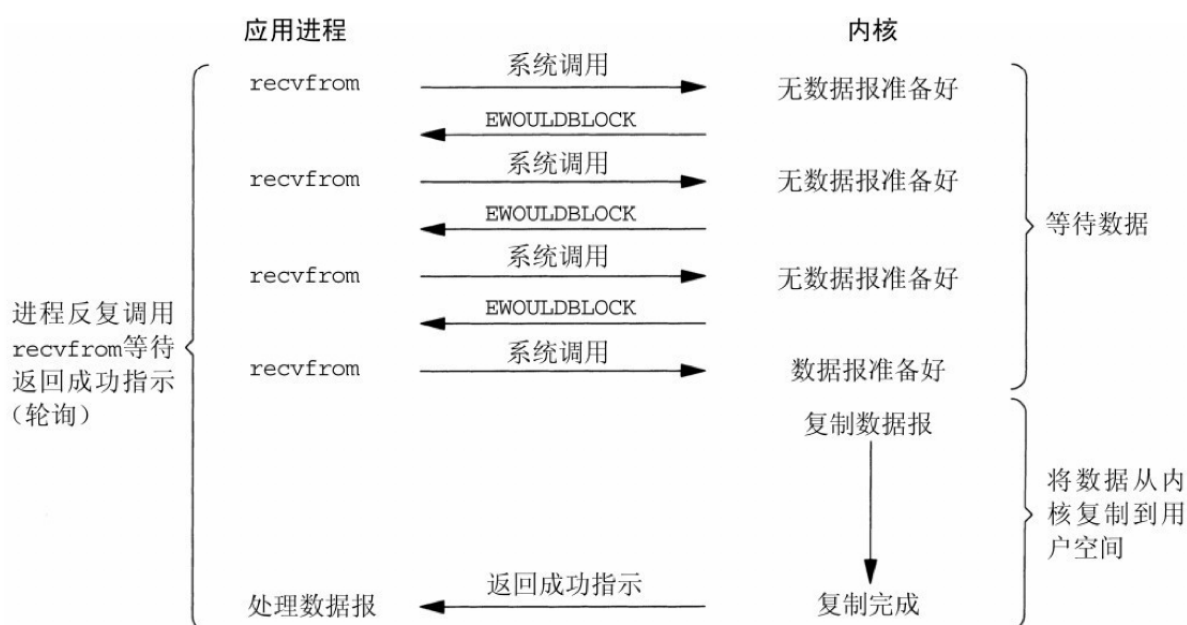 应用进程
内核
recvfrom
系统调用
无数据报准备好
EWOULDBLOCK
recvfrom
系统调用
无数据报准备好
EWOULDBLOCK
recvfrom
系统调用
无数据报准备好
EWOULDBLOCK
recvfrom
系统调用
数据报准备好
等待数据
进程反复调用
recvfrom等待
返回成功指示
(轮询)
复制数据报
将数据从内
核复制到用
户空间
处理数据报
返回成功指示
复制完成